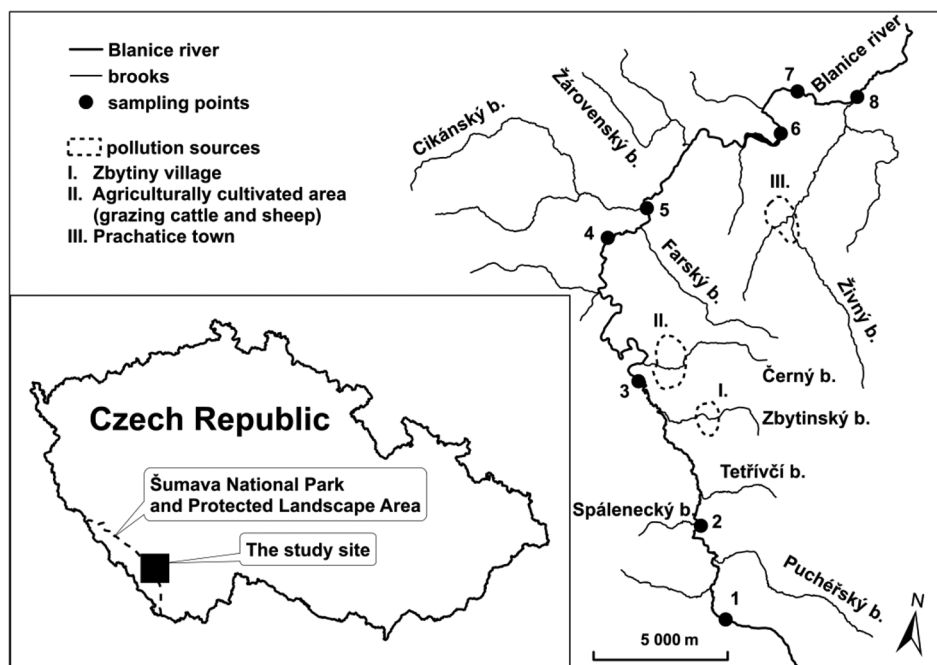 Blanice river
brooks
sampling points
pollution sources
I. Zbytiny village
II. Agriculturally cultivated area
(grazing cattle and sheep)
III. Prachatice town
Czech Republic
Šumava National Park
and Protected Landscape Area
The study site
Blanice river
7
8
6
Žárovenský b.
Cikánský b.
III.
5
4
Farský b.
Živný b.
II.
Černý b.
3
I.
Zbytinský b.
Tetřívčí b.
Spálenecký b.
2
Puchéřský b.
1
5 000 m
N